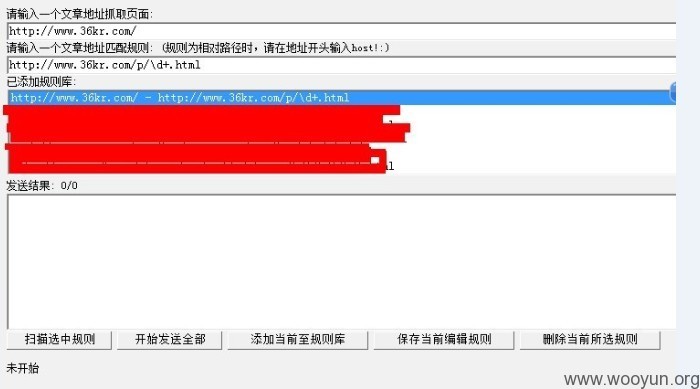 请输入一个文章地址抓取页面:
http://www.36kr.com/
请输入一个文章地址匹配规则: (规则为相对路径时，请在地址开头输入host!:)
http://www.36kr.com/p/\d+.html
已添加规则库:
http://www.36kr.com/ - http://www.36kr.com/p/\d+.html
发送结果: 0/0
扫描选中规则 开始发送全部 添加当前至规则库 保存当前编辑规则 删除当前所选规则
未开始
www.wooyun.org